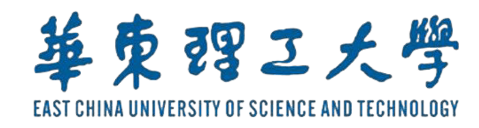 華東理工大學
EAST CHINA UNIVERSITY OF SCIENCE AND TECHNOLOGY